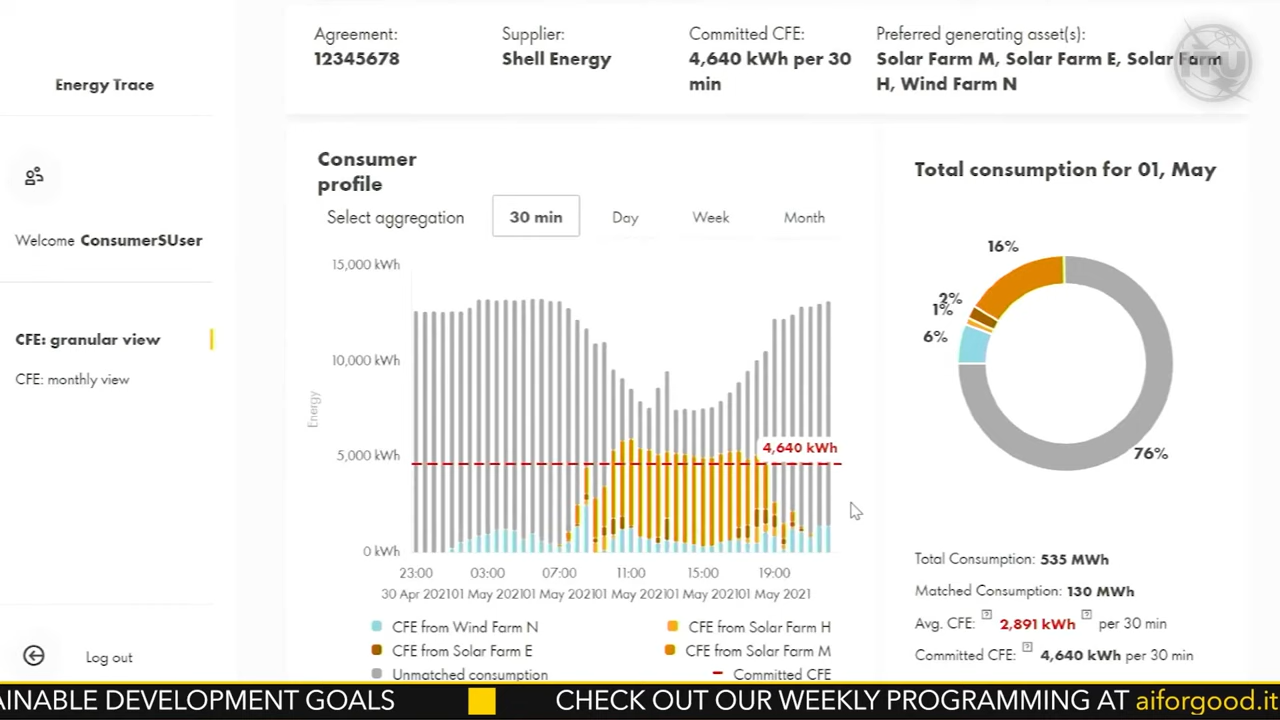 Agreement:
12345678
Supplier:
Shell Energy
Committed CFE:
4,640 kWh per 30
min
Preferred generating asset(s):
Solar Farm M, Solar Farm E, Solar Farm
H, Wind Farm N
ITU
Energy Trace
Welcome ConsumerSUser
CFE: granular view
CFE: monthly view
Log out
Consumer
profile
Select aggregation
30 min
Day
Week
Month
15,000 kWh
10,000 kWh
5,000 kWh
0 kWh
Energy
4,640 kWh
23:00
03:00
07:00
11:00
15:00
19:00
30 Apr 2021
01 May 2021
01 May 2021
01 May 2021
01 May 2021
01 May 2021
CFE from Wind Farm N
CFE from Solar Farm H
CFE from Solar Farm E
CFE from Solar Farm M
Unmatched consumption
Committed CFE
Total consumption for 01, May
16%
2%
1%
6%
76%
Total Consumption: 535 MWh
Matched Consumption: 130 MWh
Avg. CFE: ? 2,891 kWh ? per 30 min
Committed CFE: ? 4,640 kWh per 30 min
AINABLE DEVELOPMENT GOALS
CHECK OUT OUR WEEKLY PROGRAMMING AT aiforgood.it